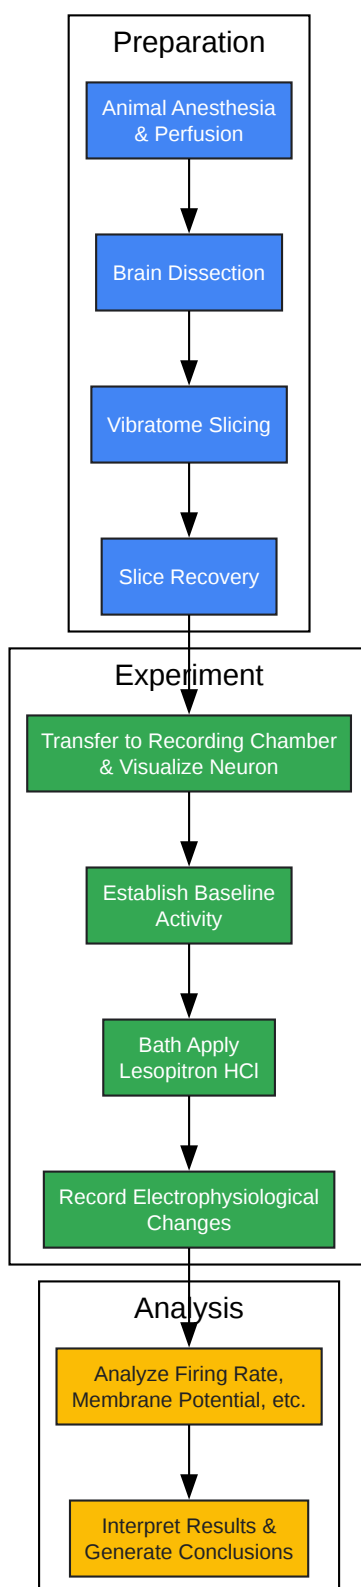 Preparation
Animal Anesthesia
& Perfusion
Brain Dissection
Vibratome Slicing
Slice Recovery
Experiment
Transfer to Recording Chamber
& Visualize Neuron
Establish Baseline
Activity
Bath Apply
Lesopitron HCl
Record Electrophysiological
Changes
Analysis
Analyze Firing Rate,
Membrane Potential, etc.
Interpret Results &
Generate Conclusions